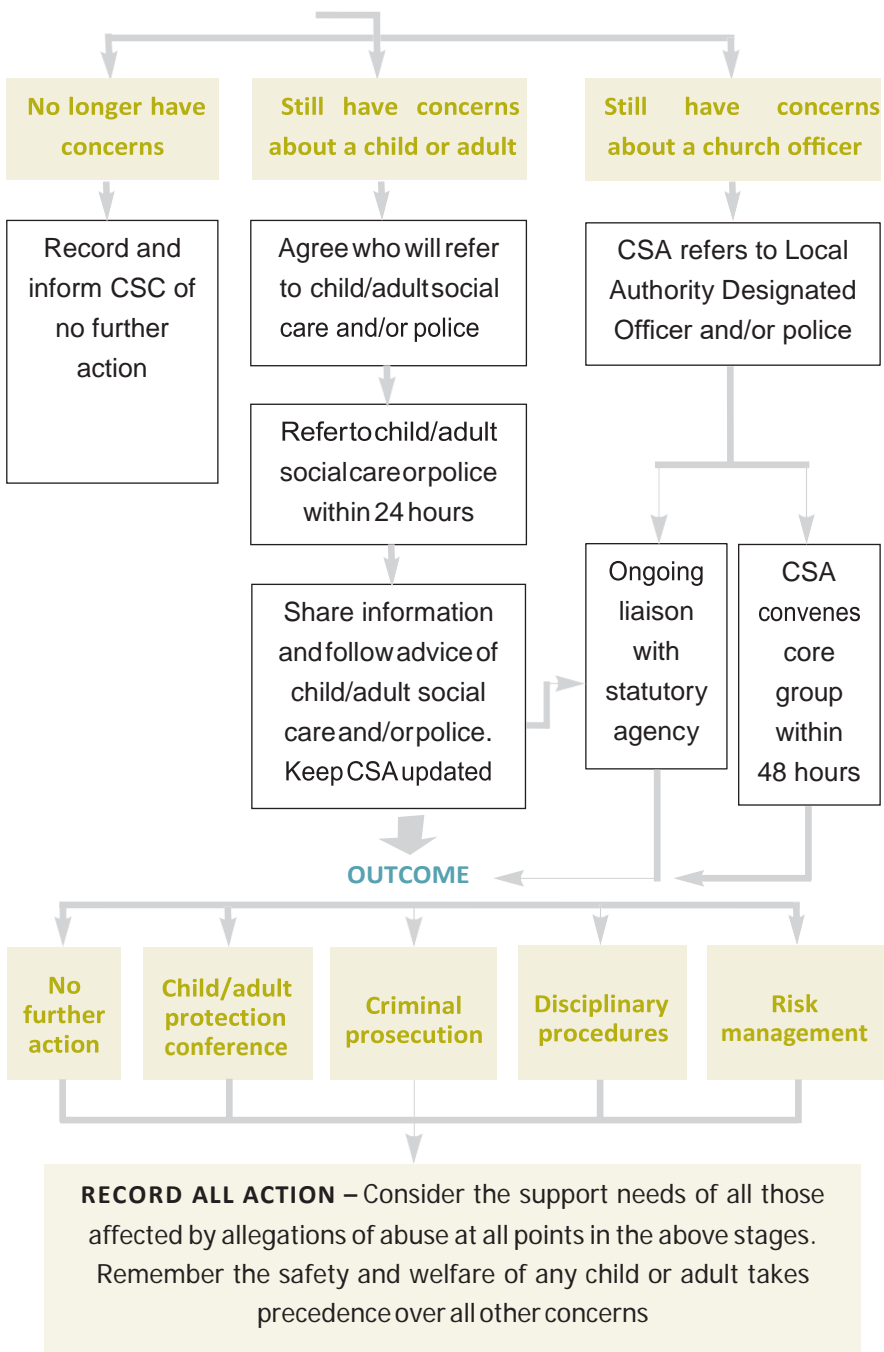 No longer have
concerns
Still have concerns
about a child or adult
Still have concerns
about a church officer
Record and
inform CSC of
no further
action
Agree who will refer
to child/adult social
care and/or police
CSA refers to Local
Authority Designated
Officer and/or police
Refer to child/adult
social care or police
within 24 hours
Share information
and follow advice of
child/adult social
care and/or police.
Keep CSA updated
Ongoing
liaison
with
statutory
agency
CSA
convenes
core
group
within
48 hours
OUTCOME
No
further
action
Child/adult
protection
conference
Criminal
prosecution
Disciplinary
procedures
Risk
management
RECORD ALL ACTION – Consider the support needs of all those
affected by allegations of abuse at all points in the above stages.
Remember the safety and welfare of any child or adult takes
precedence over all other concerns